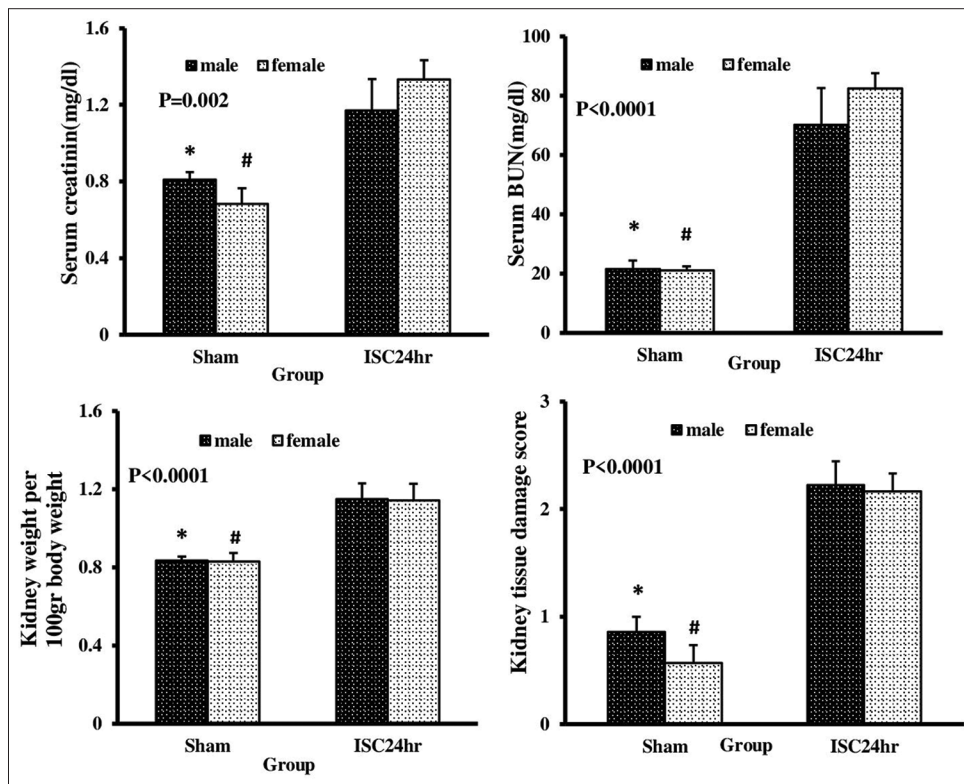 Serum creatinin(mg/dl)
1.6
1.2
0.8
0.4
0
male female
P=0.002
*
#
Sham ISC24hr
Group
Serum BUN(mg/dl)
100
80
60
40
20
0
male female
P<0.0001
*
#
Sham Group ISC24hr
Kidney weight per
100gr body weight
1.6
1.2
0.8
0.4
0
male female
P<0.0001
*
#
Sham ISC24hr
Group
Kidney tissue damage score
3
2
1
0
male female
P<0.0001
*
#
Sham Group ISC24hr